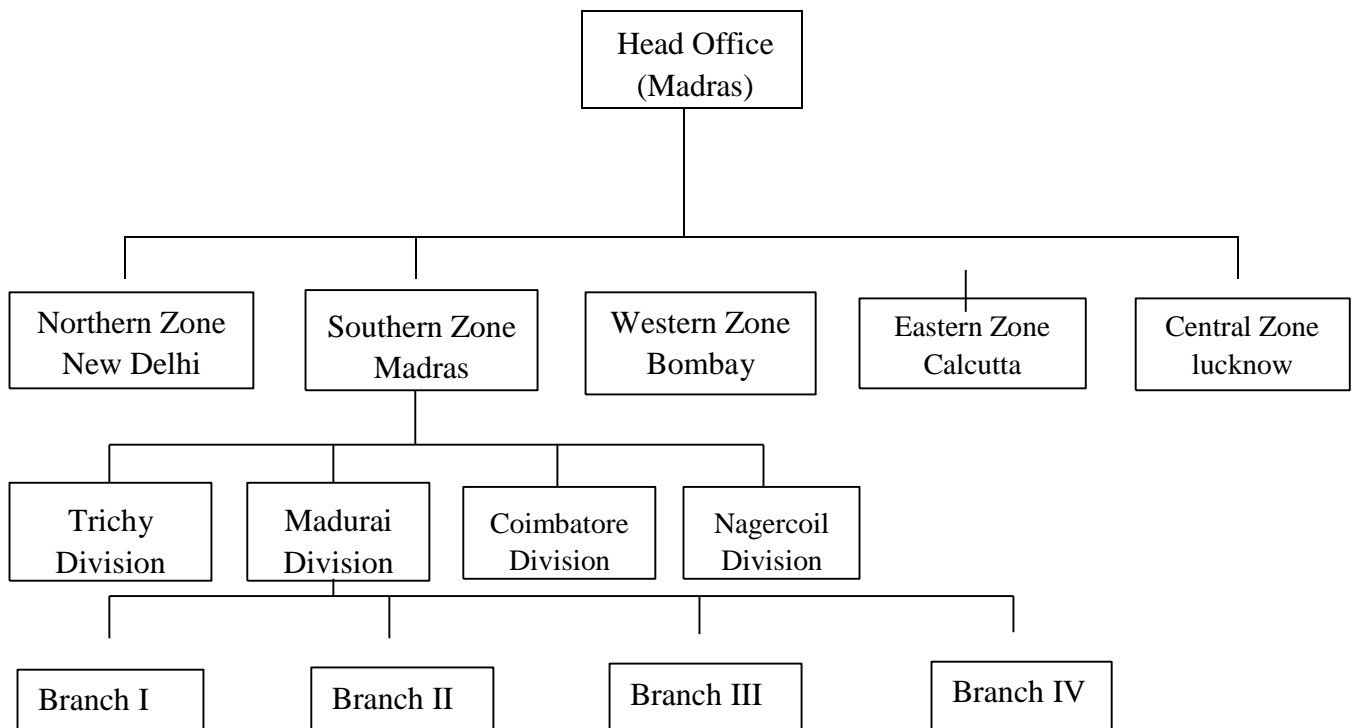 Head Office
(Madras)
Northern Zone
New Delhi
Southern Zone
Madras
Western Zone
Bombay
Eastern Zone
Calcutta
Central Zone
lucknow
Trichy
Division
Madurai
Division
Coimbatore
Division
Nagercoil
Division
Branch I
Branch II
Branch III
Branch IV